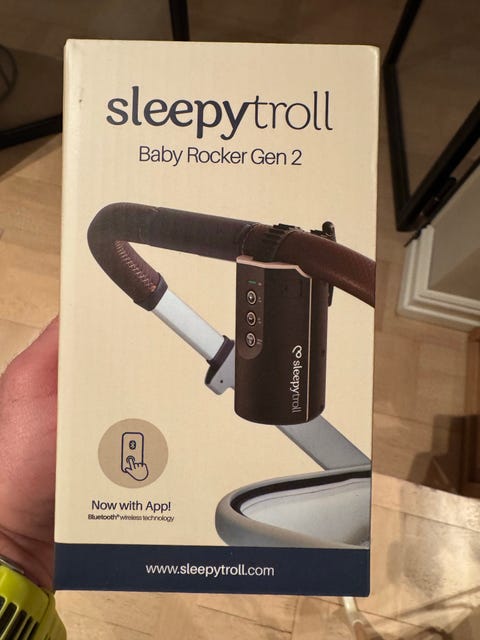 sleepytroll
Baby Rocker Gen 2
sleepytroll
Now with App!
Bluetooth® wireless technology
www.sleepytroll.com